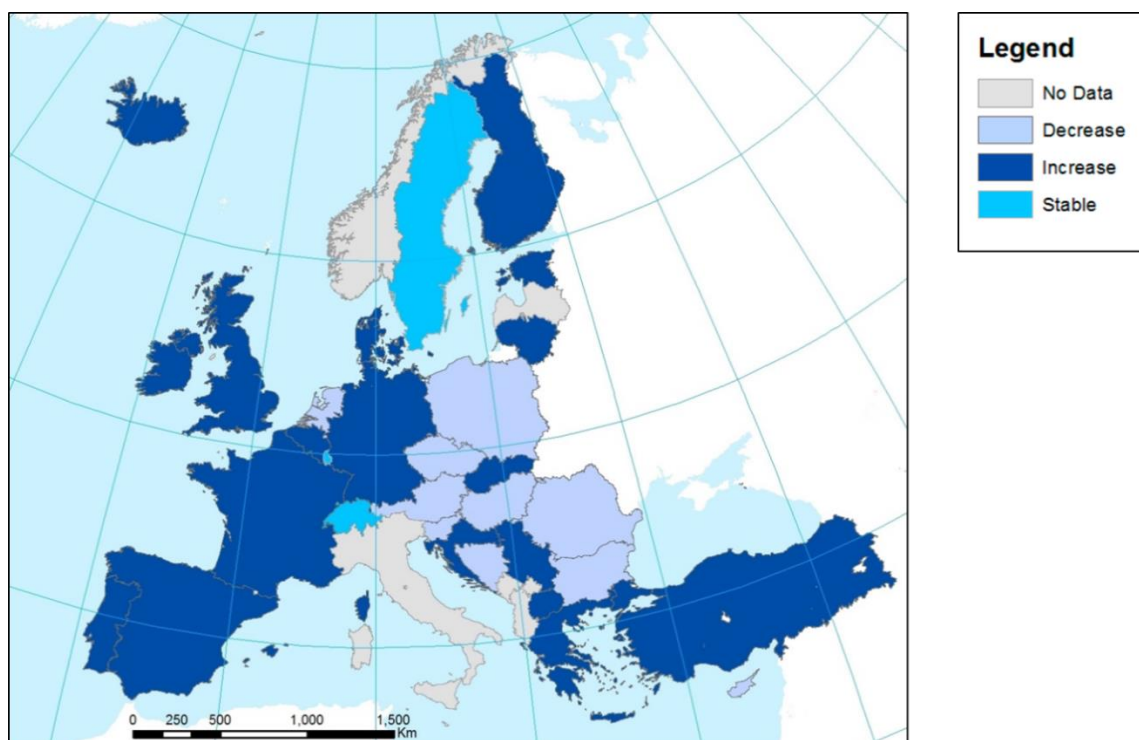 Legend
No Data
Decrease
Increase
Stable
0 250 500 1,000 1,500
Km